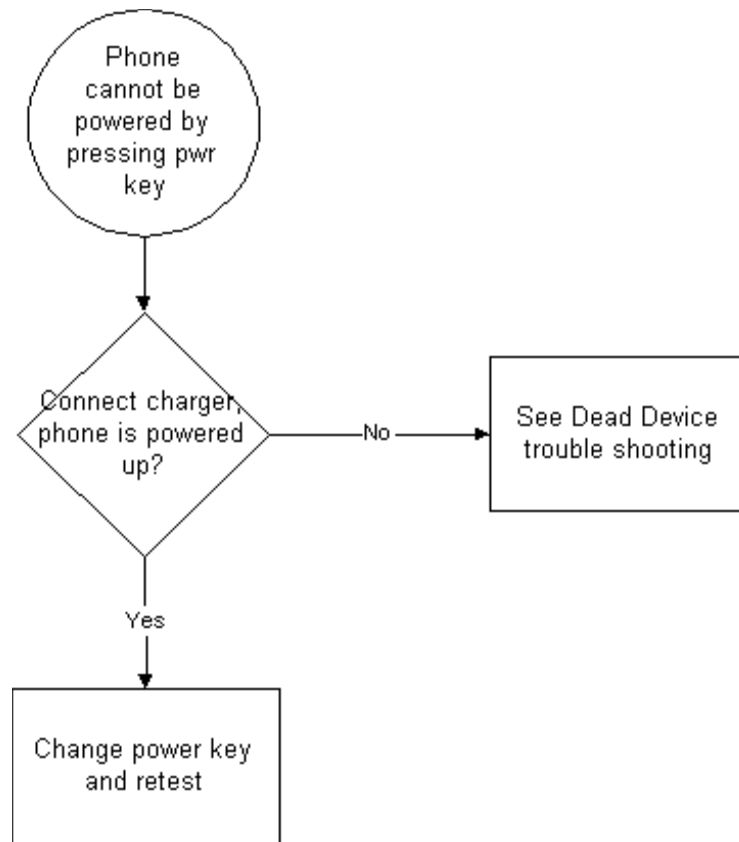 Phone
cannot be
powered by
pressing pwr
key
Connect charger,
phone is powered
up?
No
See Dead Device
trouble shooting
Yes
Change power key
and retest